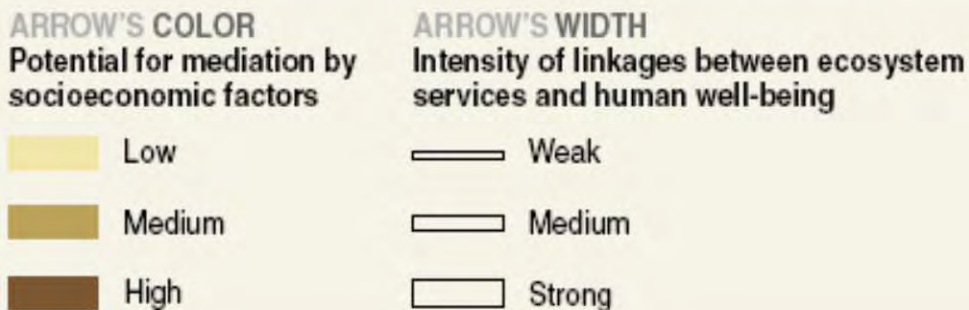 ARROW'S COLOR
Potential for mediation by
socioeconomic factors
Low
Medium
High
ARROW'S WIDTH
Intensity of linkages between ecosystem
services and human well-being
Weak
Medium
Strong